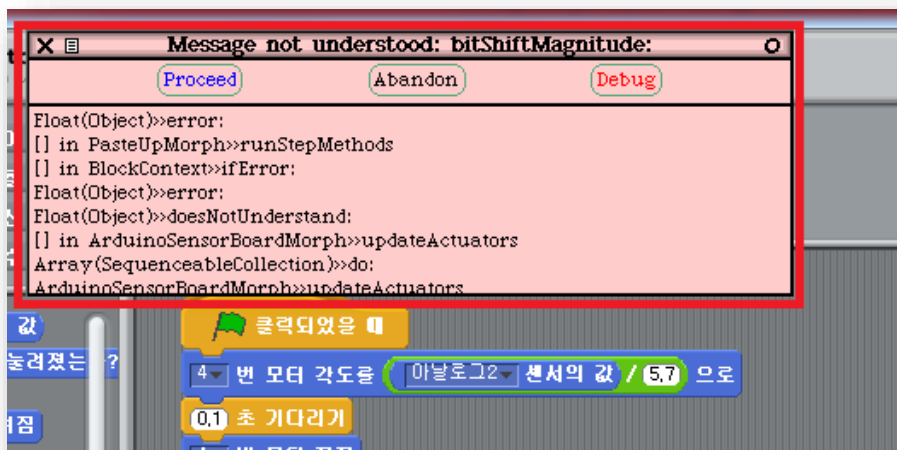 Message not understood: bitShiftMagnitude:
Proceed
Abandon
Debug
Float(Object)>>error:
[] in PasteUpMorph>>runStepMethods
[] in BlockContext>>ifError:
Float(Object)>>error:
Float(Object)>>doesNotUnderstand:
[] in ArduinoSensorBoardMorph>>updateActuators
Array(SequenceableCollection)>>do:
ArduinoSensorBoardMorph>>updateActuators
값
눌려졌는
?
클릭되었을 때
4 번 모터 각도를 아날로그2 센서의 값 / 5,7 으로
0,1 초 기다리기